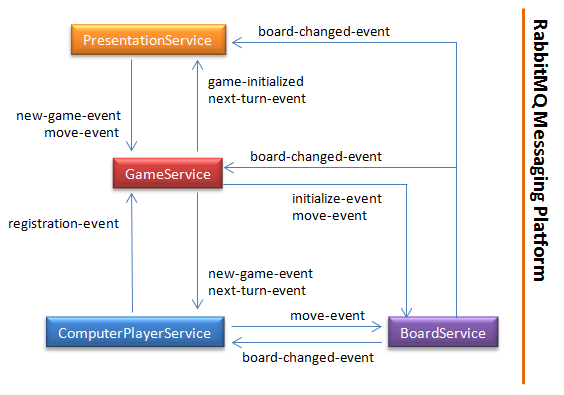 board-changed-event
PresentationService
game-initialized
next-turn-event
new-game-event
move-event
board-changed-event
GameService
initialize-event
move-event
registration-event
new-game-event
next-turn-event
move-event
ComputerPlayerService
BoardService
board-changed-event
RabbitMQ Messaging Platform